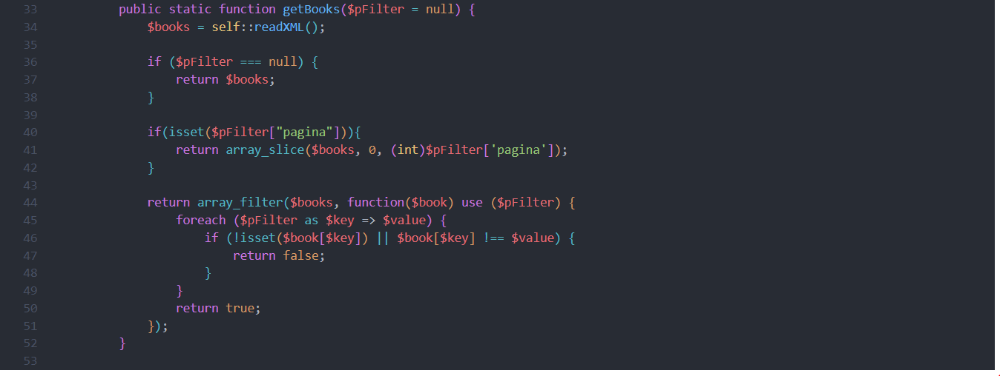 33 public static function getBooks($pFilter = null) {
34 $books = self::readXML();
35
36 if ($pFilter === null) {
37 return $books;
38 }
39
40 if(isset($pFilter["pagina"])){
41 return array_slice($books, 0, (int)$pFilter['pagina']);
42 }
43
44 return array_filter($books, function($book) use ($pFilter) {
45 foreach ($pFilter as $key => $value) {
46 if (!isset($book[$key]) || $book[$key] !== $value) {
47 return false;
48 }
49 }
50 return true;
51 });
52 }
53